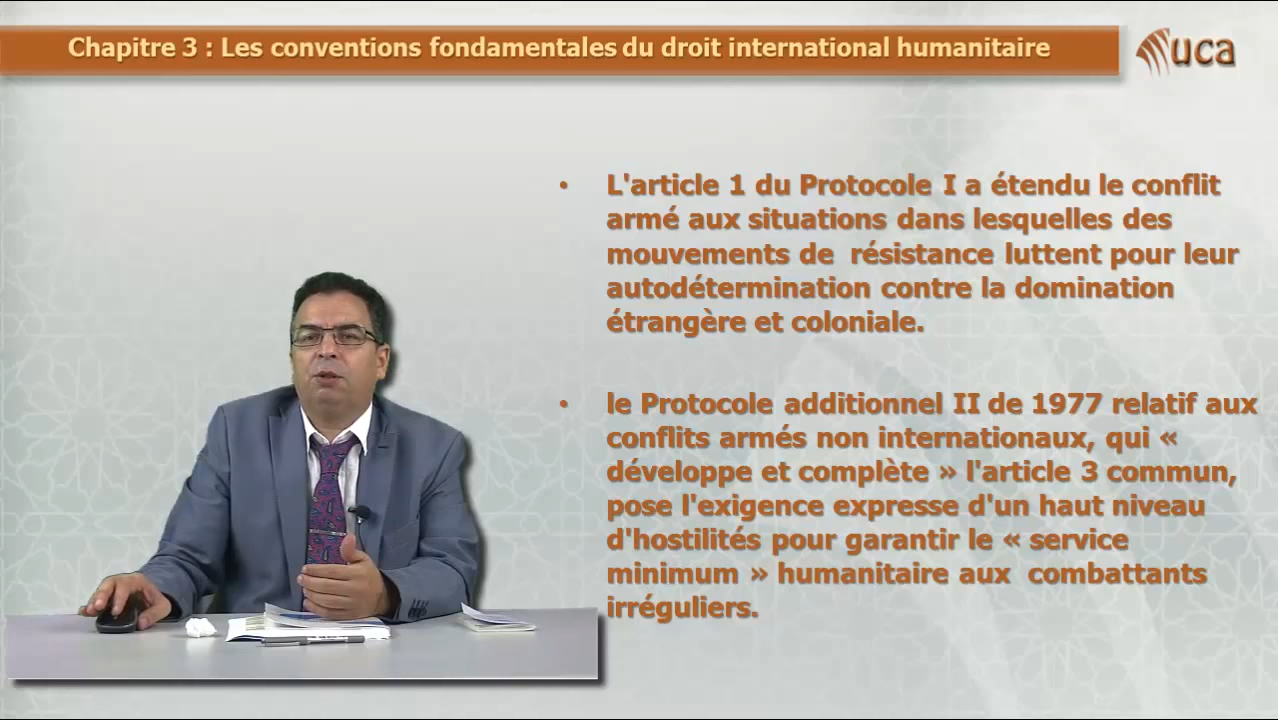 Chapitre 3 : Les conventions fondamentales du droit international humanitaire
uca
• L'article 1 du Protocole I a étendu le conflit
armé aux situations dans lesquelles des
mouvements de résistance luttent pour leur
autodétermination contre la domination
étrangère et coloniale.
• le Protocole additionnel II de 1977 relatif aux
conflits armés non internationaux, qui «
développe et complète » l'article 3 commun,
pose l'exigence expresse d'un haut niveau
d'hostilités pour garantir le « service
minimum » humanitaire aux combattants
irréguliers.